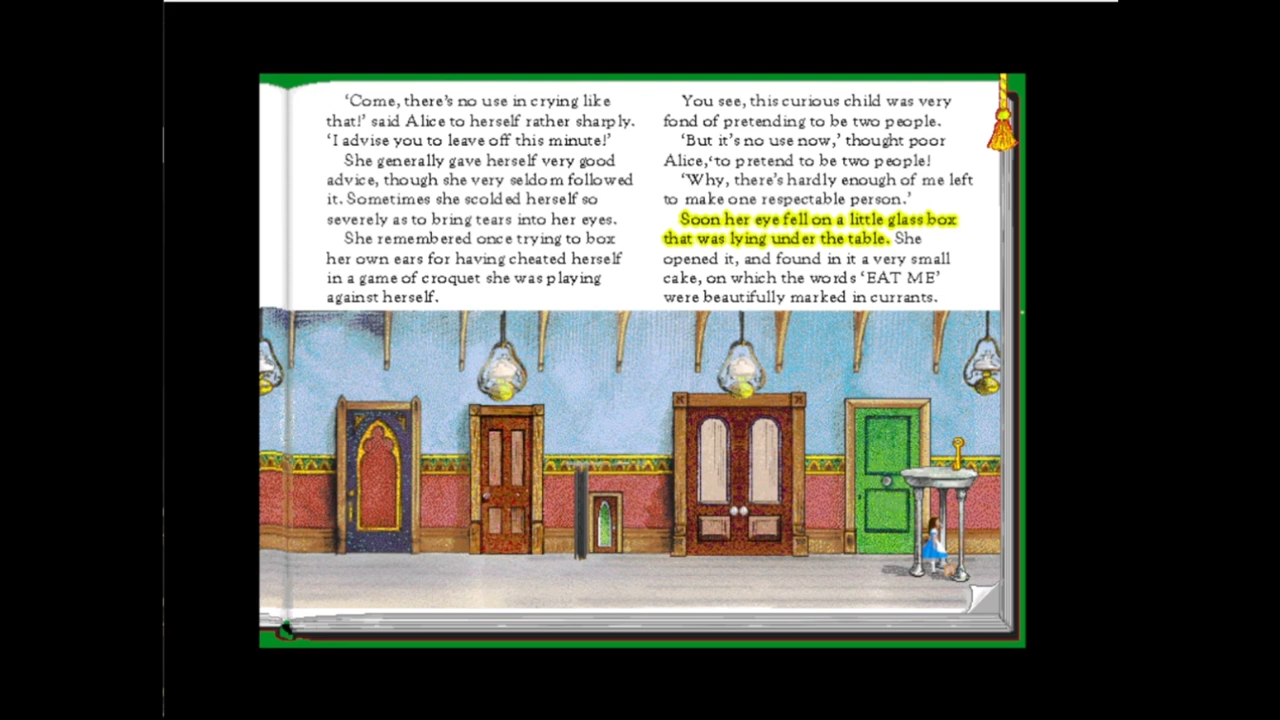 ‘Come, there’s no use in crying like
that!’ said Alice to herself rather sharply.
‘I advise you to leave off this minute!’
She generally gave herself very good
advice, though she very seldom followed
it. Sometimes she scolded herself so
severely as to bring tears into her eyes.
She remembered once trying to box
her own ears for having cheated herself
in a game of croquet she was playing
against herself.
You see, this curious child was very
fond of pretending to be two people.
‘But it’s no use now,’ thought poor
Alice,‘to pretend to be two people!
‘Why, there’s hardly enough of me left
to make one respectable person.’
Soon her eye fell on a little glass box
that was lying under the table. She
opened it, and found in it a very small
cake, on which the words ‘EAT ME’
were beautifully marked in currants.